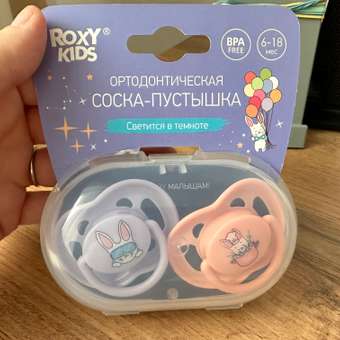 ROXY
KIDS
BPA
FREE
6-18
мес
ОРТОДОНТИЧЕСКАЯ
СОСКА-ПУСТЫШКА
Светится в темноте
МАЛЫШАМ!